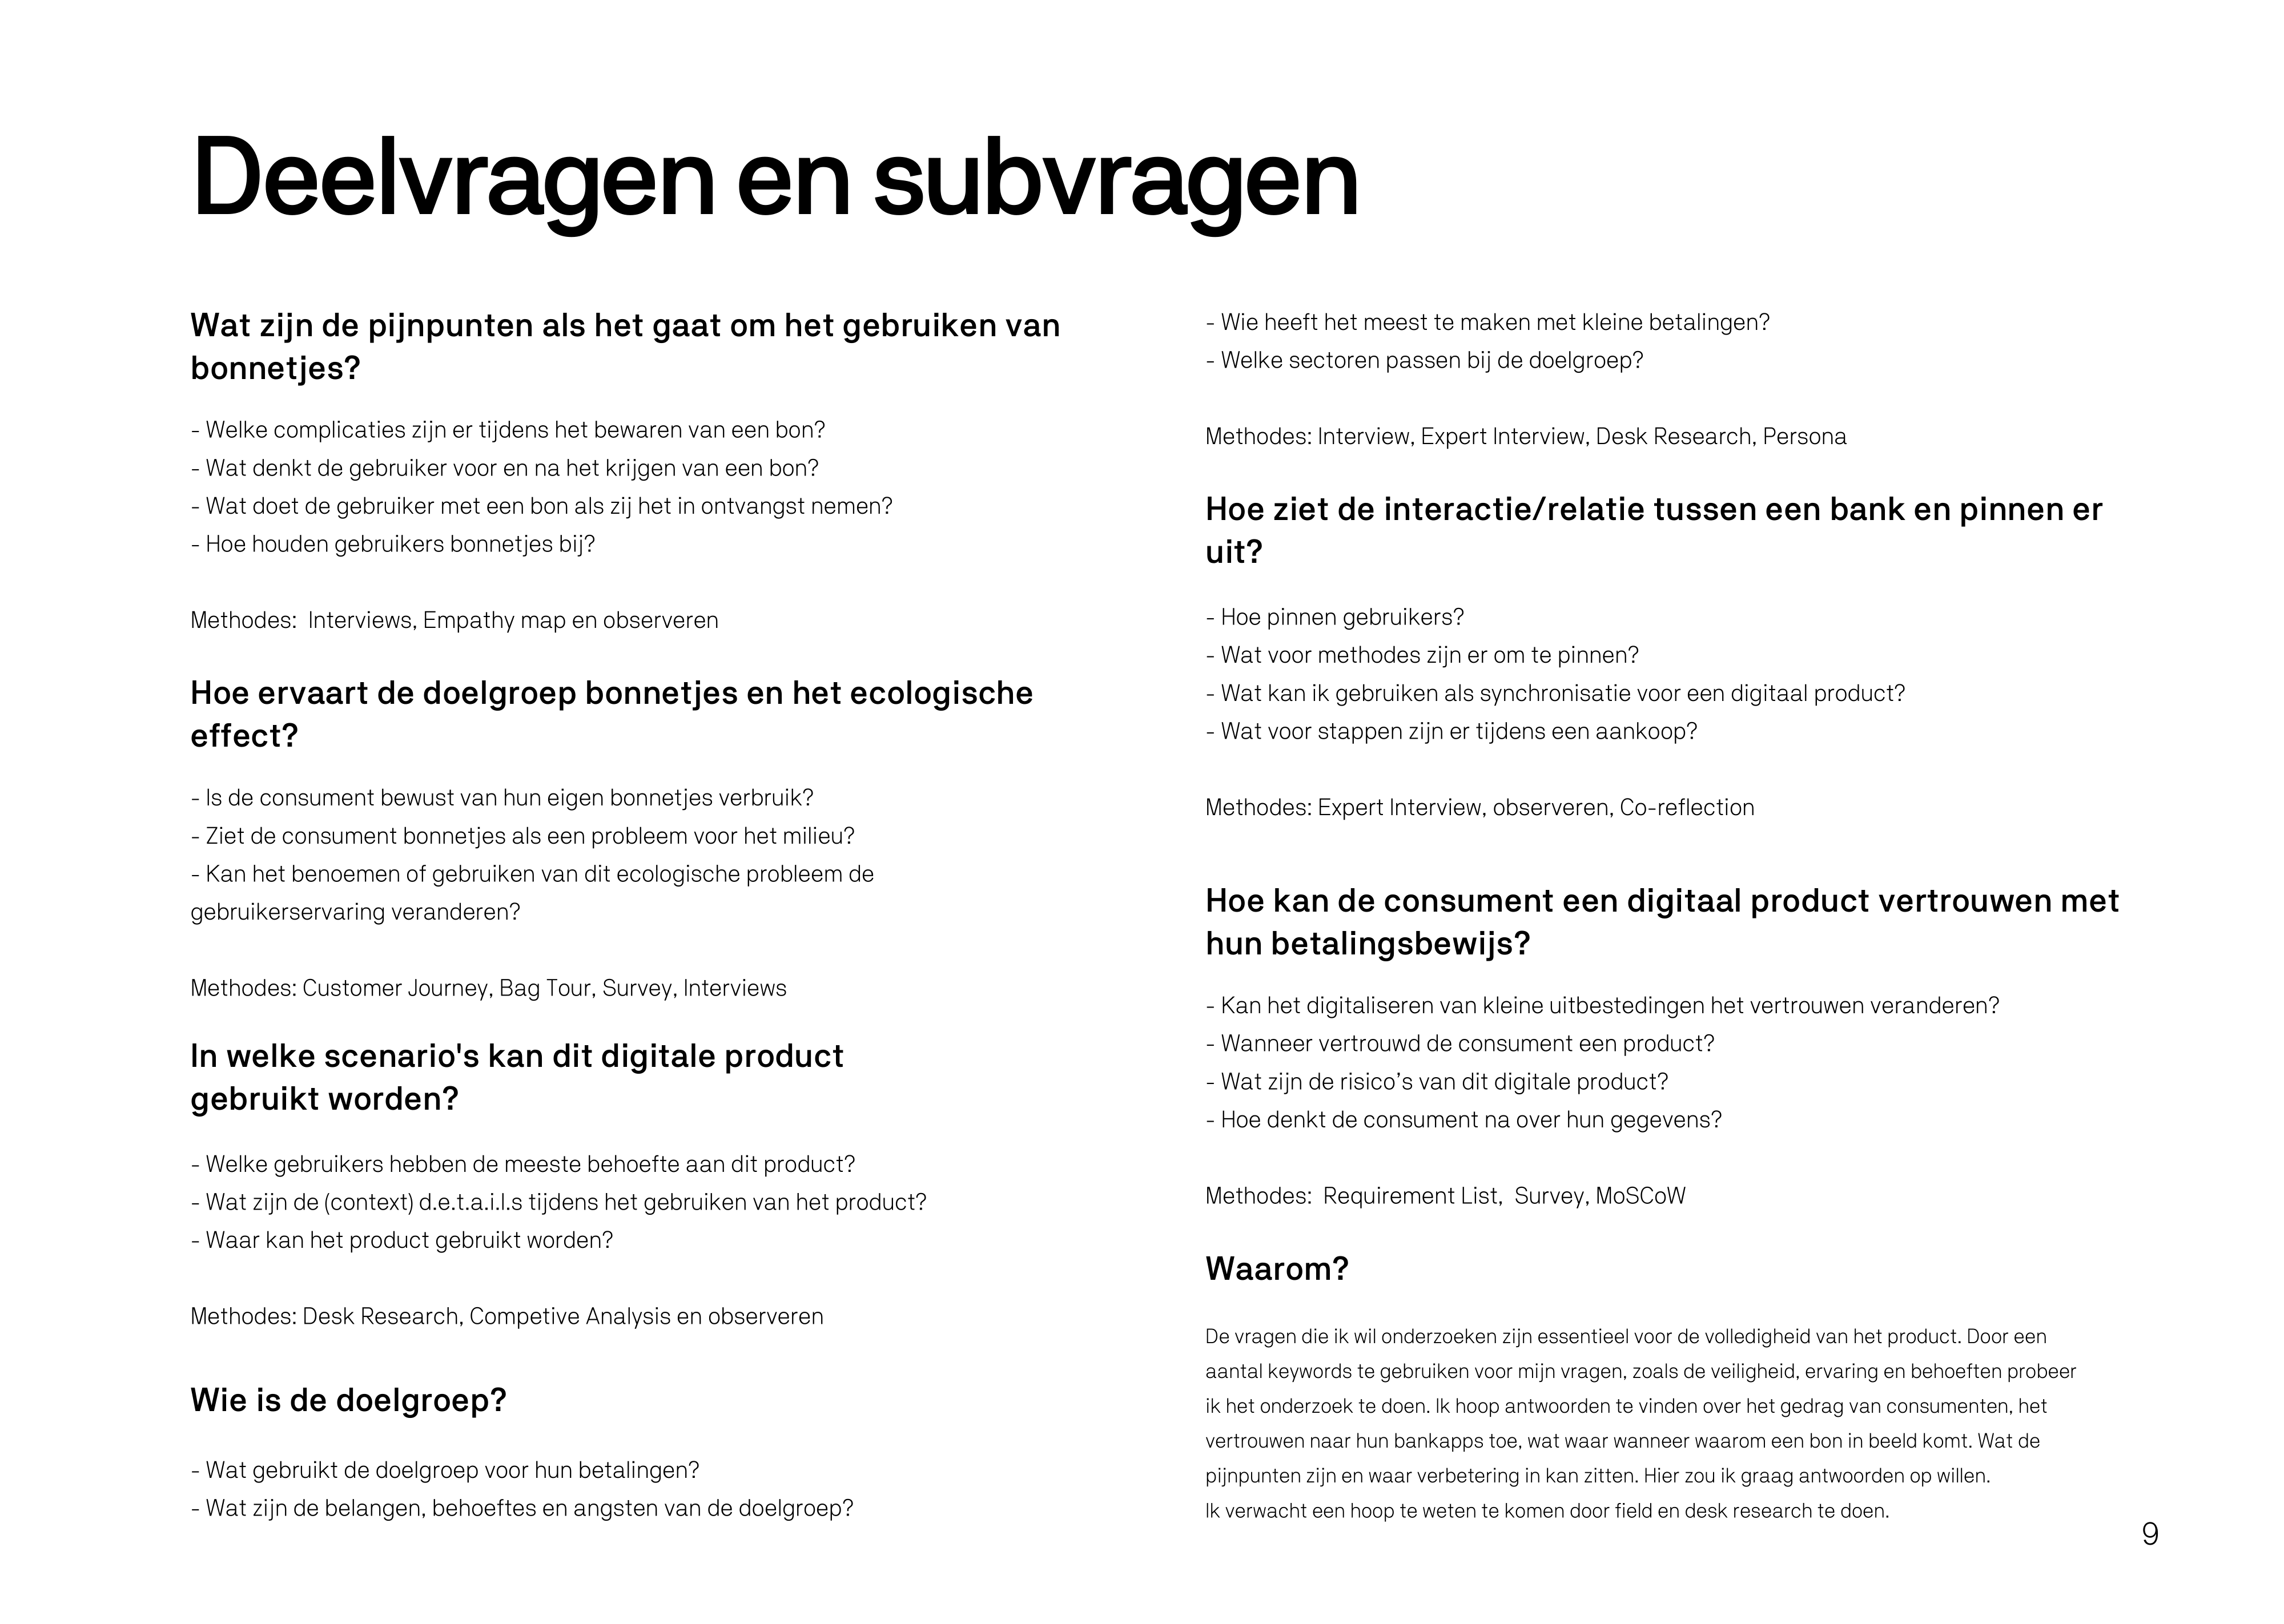 Deelvragen en subvragen
Wat zijn de pijnpunten als het gaat om het gebruiken van
bonnetjes?
- Welke complicaties zijn er tijdens het bewaren van een bon?
- Wat denkt de gebruiker voor en na het krijgen van een bon?
- Wat doet de gebruiker met een bon als zij het in ontvangst nemen?
- Hoe houden gebruikers bonnetjes bij?
Methodes:  Interviews, Empathy map en observeren
Hoe ervaart de doelgroep bonnetjes en het ecologische
effect?
- Is de consument bewust van hun eigen bonnetjes verbruik?
- Ziet de consument bonnetjes als een probleem voor het milieu?
- Kan het benoemen of gebruiken van dit ecologische probleem de
gebruikerservaring veranderen?
Methodes: Customer Journey, Bag Tour, Survey, Interviews
In welke scenario's kan dit digitale product
gebruikt worden?
- Welke gebruikers hebben de meeste behoefte aan dit product?
- Wat zijn de (context) d.e.t.a.i.l.s tijdens het gebruiken van het product?
- Waar kan het product gebruikt worden?
Methodes: Desk Research, Competive Analysis en observeren
Wie is de doelgroep?
- Wat gebruikt de doelgroep voor hun betalingen?
- Wat zijn de belangen, behoeftes en angsten van de doelgroep?
- Wie heeft het meest te maken met kleine betalingen?
- Welke sectoren passen bij de doelgroep?
Methodes: Interview, Expert Interview, Desk Research, Persona
Hoe ziet de interactie/relatie tussen een bank en pinnen er
uit?
- Hoe pinnen gebruikers?
- Wat voor methodes zijn er om te pinnen?
- Wat kan ik gebruiken als synchronisatie voor een digitaal product?
- Wat voor stappen zijn er tijdens een aankoop?
Methodes: Expert Interview, observeren, Co-reflection
Hoe kan de consument een digitaal product vertrouwen met
hun betalingsbewijs?
- Kan het digitaliseren van kleine uitbestedingen het vertrouwen veranderen?
- Wanneer vertrouwd de consument een product?
- Wat zijn de risico’s van dit digitale product?
- Hoe denkt de consument na over hun gegevens?
Methodes:  Requirement List,  Survey, MoSCoW
Waarom?
De vragen die ik wil onderzoeken zijn essentieel voor de volledigheid van het product. Door een
aantal keywords te gebruiken voor mijn vragen, zoals de veiligheid, ervaring en behoeften probeer
ik het onderzoek te doen. Ik hoop antwoorden te vinden over het gedrag van consumenten, het
vertrouwen naar hun bankapps toe, wat waar wanneer waarom een bon in beeld komt. Wat de
pijnpunten zijn en waar verbetering in kan zitten. Hier zou ik graag antwoorden op willen.
Ik verwacht een hoop te weten te komen door field en desk research te doen.
9